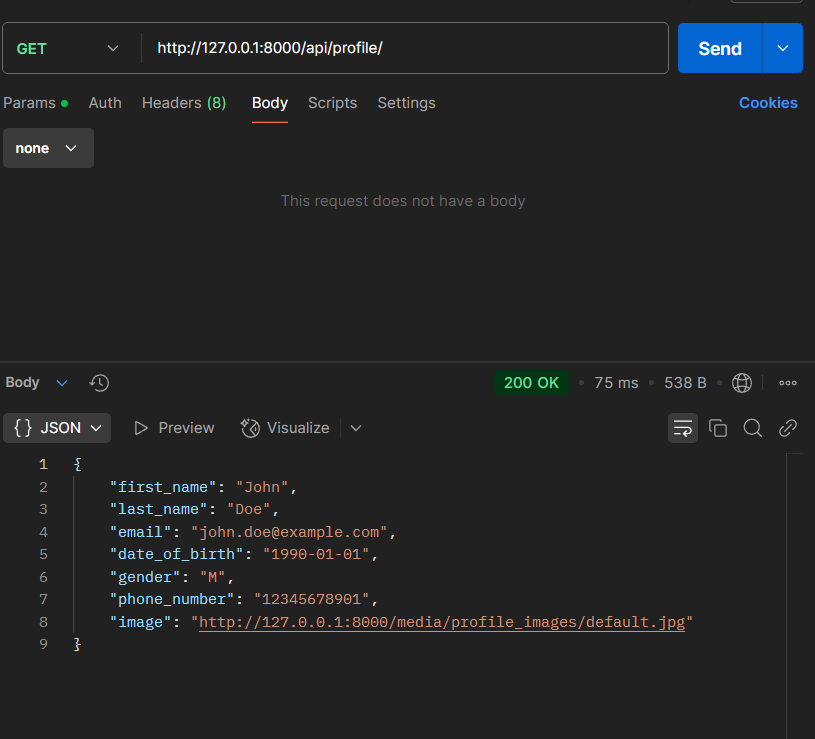 GET http://127.0.0.1:8000/api/profile/ Send
Params Auth Headers (8) Body Scripts Settings Cookies
none
This request does not have a body
Body 200 OK • 75 ms • 538 B •
{} JSON Preview Visualize
1 {
2 "first_name": "John",
3 "last_name": "Doe",
4 "email": "john.doe@example.com",
5 "date_of_birth": "1990-01-01",
6 "gender": "M",
7 "phone_number": "12345678901",
8 "image": "http://127.0.0.1:8000/media/profile_images/default.jpg"
9 }